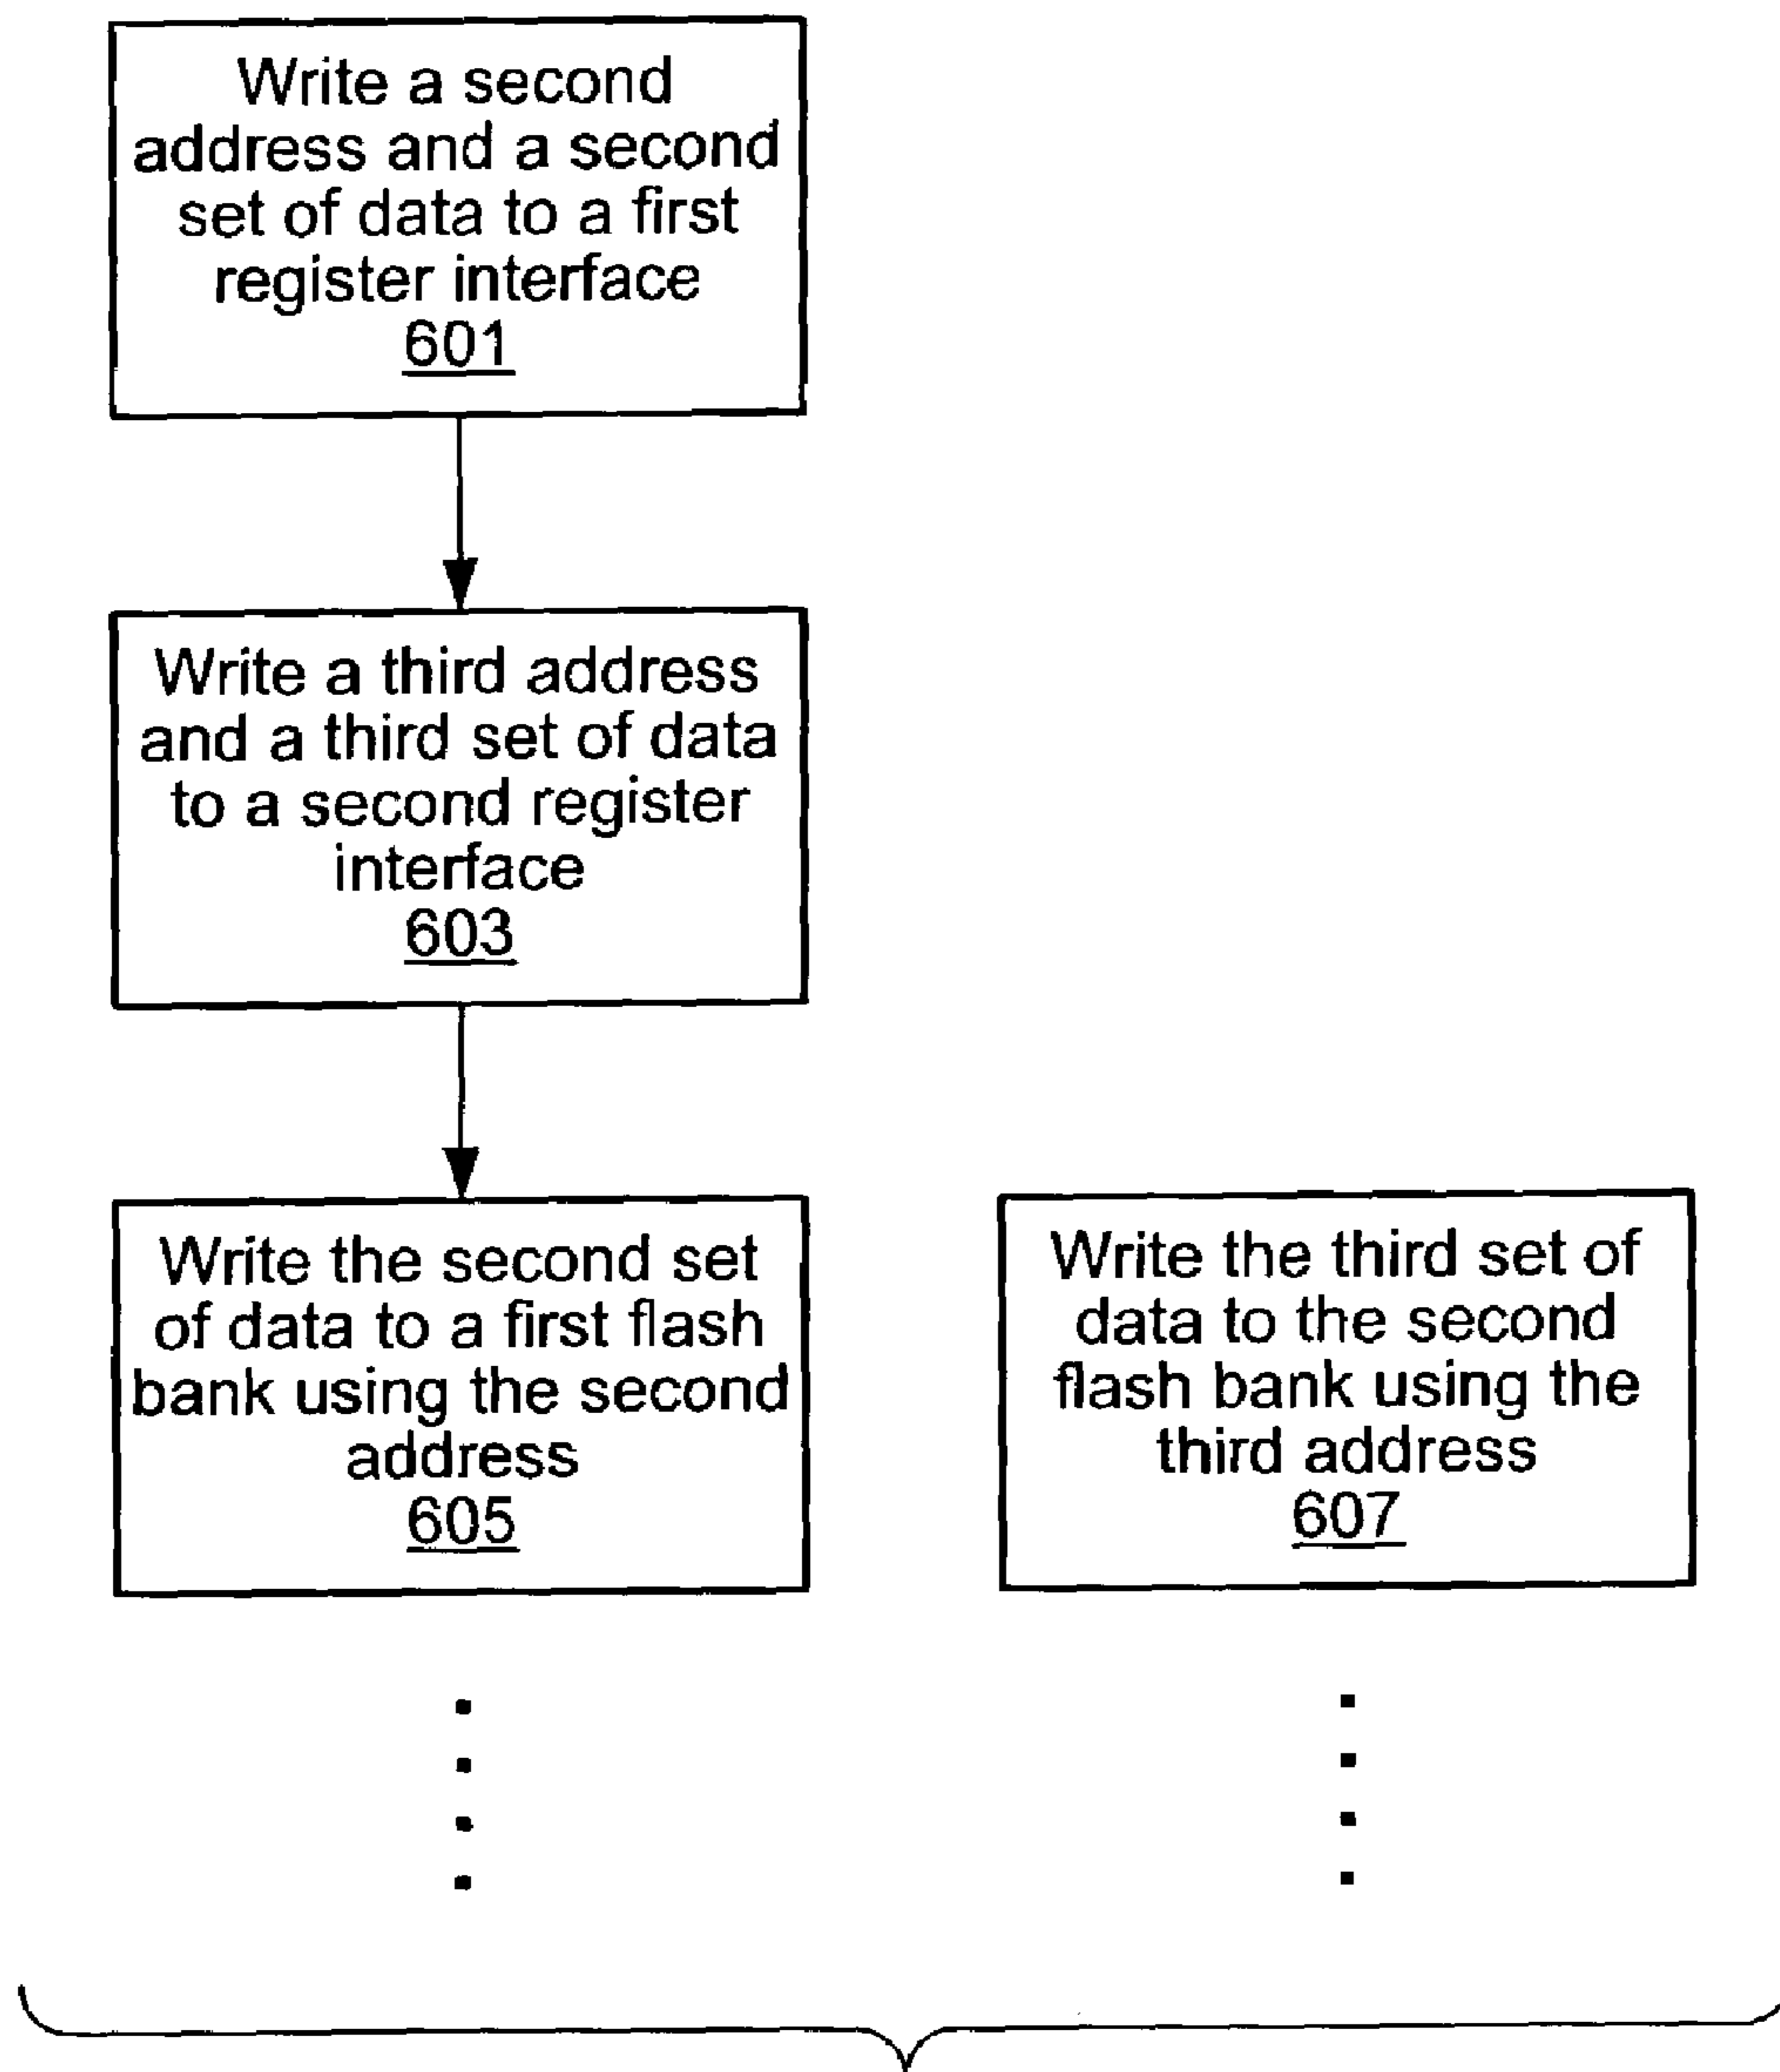 Write a second
address and a second
set of data to a first
register interface
601
Write a third address
and a third set of data
to a second register
interface
603
Write the second set
of data to a first flash
bank using the second
address
605
Write the third set of
data to the second
flash bank using the
third address
607